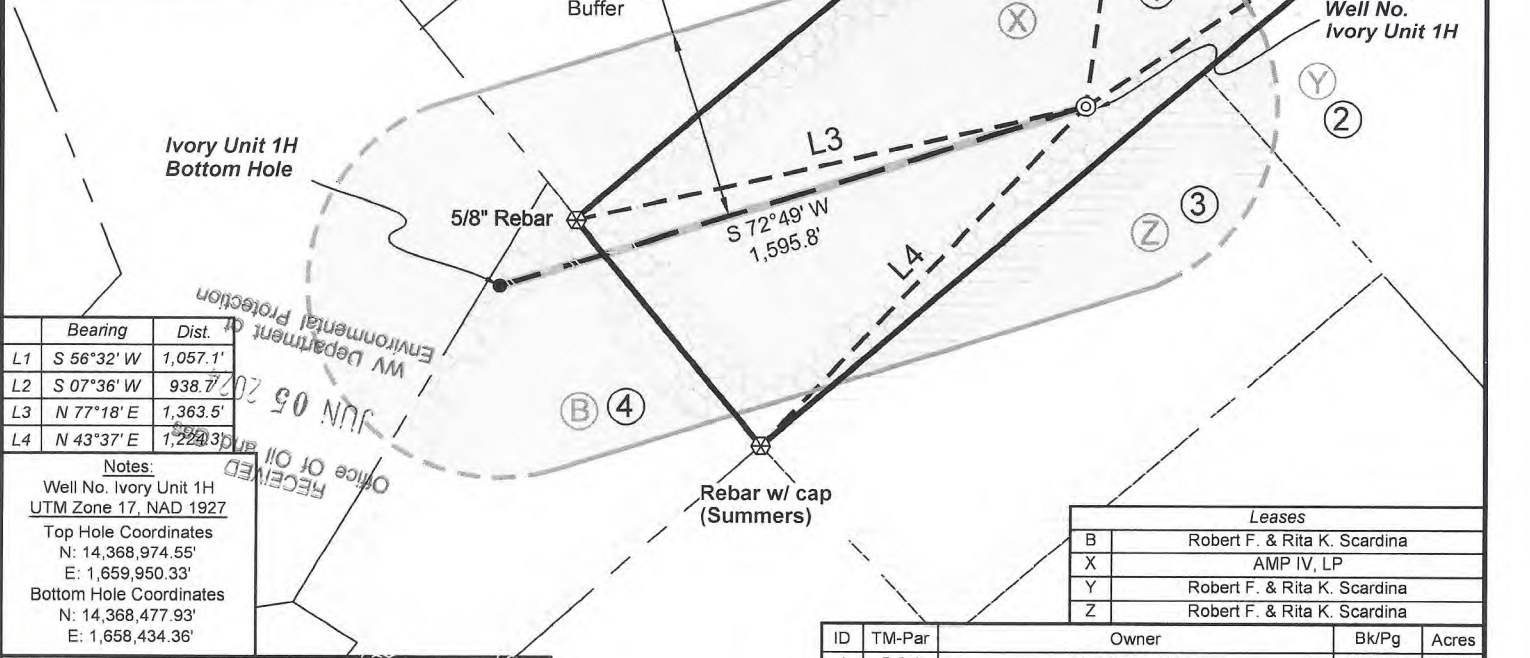 Buffer
Well No.
Ivory Unit 1H
X
Y
2
Ivory Unit 1H
Bottom Hole
L3
5/8" Rebar
S 72°49' W
1,595.8'
Z 3
L4
WV Department of
Environmental Protection
JUN 05
RECEIVED
Office Of Oil and Gas
B 4
Bearing Dist.
L1 S 56°32' W 1,057.1'
L2 S 07°36' W 938.7'
L3 N 77°18' E 1,363.5'
L4 N 43°37' E 1,224.3'
Notes:
Well No. Ivory Unit 1H
UTM Zone 17, NAD 1927
Top Hole Coordinates
N: 14,368,974.55'
E: 1,659,950.33'
Bottom Hole Coordinates
N: 14,368,477.93'
E: 1,658,434.36'
Rebar w/ cap
(Summers)
Leases
B Robert F. & Rita K. Scardina
X AMP IV, LP
Y Robert F. & Rita K. Scardina
Z Robert F. & Rita K. Scardina
ID TM-Par Owner Bk/Pg Acres